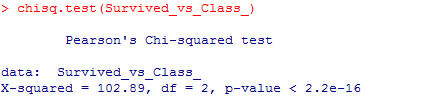 > chisq.test(Survived_vs_Class_)
Pearson's Chi-squared test
data:  Survived_vs_Class_
X-squared = 102.89, df = 2, p-value < 2.2e-16